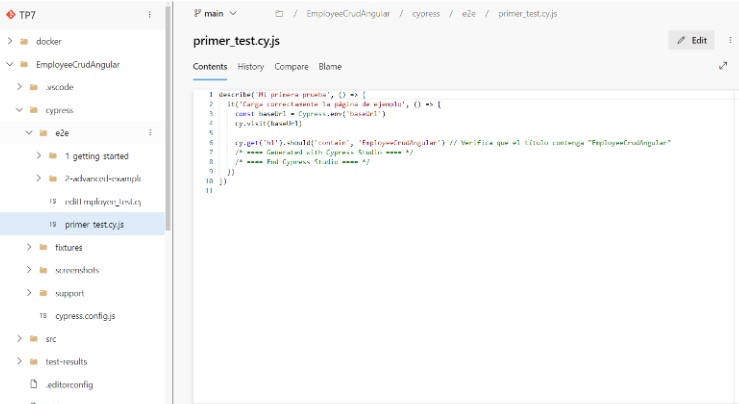 TP7
docker
EmployeeCrudAngular
.vscode
cypress
e2e
1 getting started
2-advanced-exampl
editEmployee_test.cy
primer_test.cy.js
fixtures
screenshots
support
cypress.config.js
src
test-results
.editorconfig
main / EmployeeCrudAngular / cypress / e2e / primer_test.cy.js
primer_test.cy.js
Edit
Contents History Compare Blame
1 describe('Mi primera prueba', () => {
2 it('Carga correctamente la página de ejemplo', () => {
3 const baseUrl = Cypress.env('baseUrl')
4 cy.visit(baseUrl)
5
6 cy.get('h1').should('contain', 'EmployeeCrudAngular') // Verifica que el título contenga "EmployeeCrudAngular"
7 /* ==== Generated with Cypress Studio ==== */
8 /* ==== End Cypress Studio ==== */
9 })
10 })
11